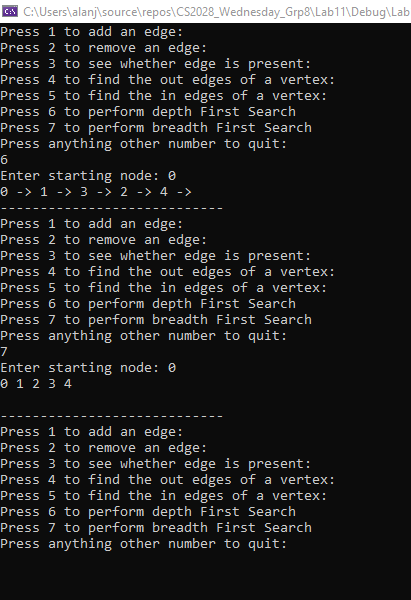 C:\Users\alanj\source\repos\CS2028_Wednesday_Grp8\Lab11\Debug\Lab
Press 1 to add an edge:
Press 2 to remove an edge:
Press 3 to see whether edge is present:
Press 4 to find the out edges of a vertex:
Press 5 to find the in edges of a vertex:
Press 6 to perform depth First Search
Press 7 to perform breadth First Search
Press anything other number to quit:
6
Enter starting node: 0
0 -> 1 -> 3 -> 2 -> 4 ->
----------------------------
Press 1 to add an edge:
Press 2 to remove an edge:
Press 3 to see whether edge is present:
Press 4 to find the out edges of a vertex:
Press 5 to find the in edges of a vertex:
Press 6 to perform depth First Search
Press 7 to perform breadth First Search
Press anything other number to quit:
7
Enter starting node: 0
0 1 2 3 4
----------------------------
Press 1 to add an edge:
Press 2 to remove an edge:
Press 3 to see whether edge is present:
Press 4 to find the out edges of a vertex:
Press 5 to find the in edges of a vertex:
Press 6 to perform depth First Search
Press 7 to perform breadth First Search
Press anything other number to quit: